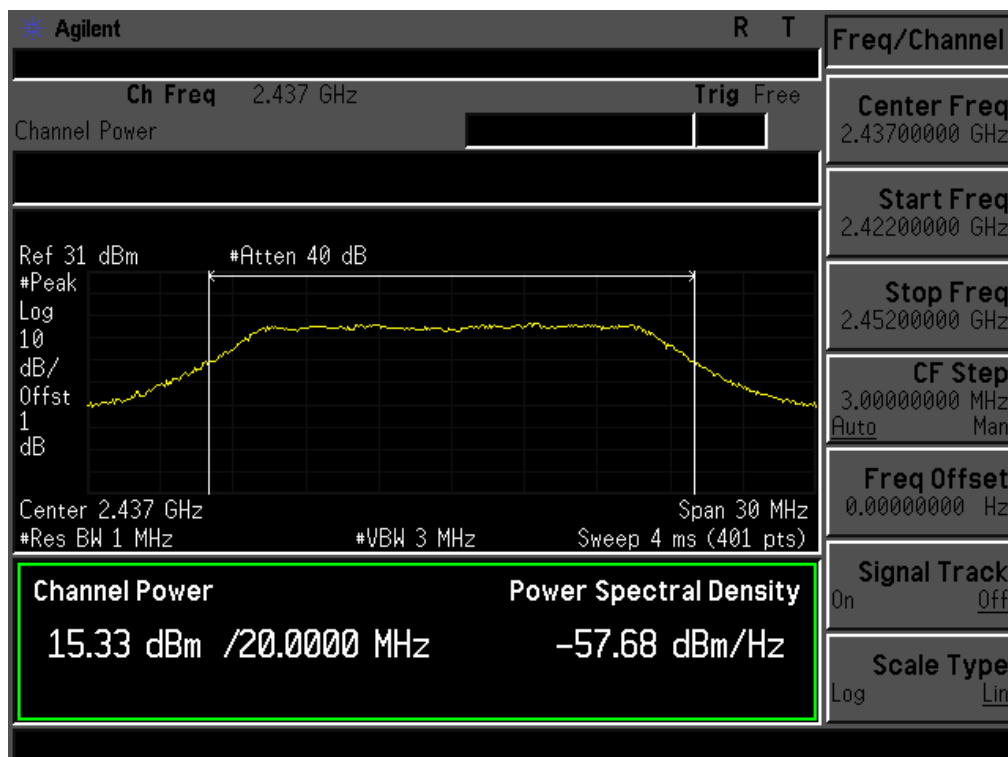 Agilent R T
Ch Freq 2.437 GHz Trig Free
Channel Power
Ref 31 dBm #Atten 40 dB
#Peak
Log
10
dB/
Offst
1
dB
Center 2.437 GHz Span 30 MHz
#Res BW 1 MHz #VBW 3 MHz Sweep 4 ms (401 pts)
Channel Power Power Spectral Density
15.33 dBm /20.0000 MHz -57.68 dBm/Hz
Freq/Channel
Center Freq
2.43700000 GHz
Start Freq
2.42200000 GHz
Stop Freq
2.45200000 GHz
CF Step
3.00000000 MHz
Auto Man
Freq Offset
0.00000000 Hz
Signal Track
On Off
Scale Type
Log Lin